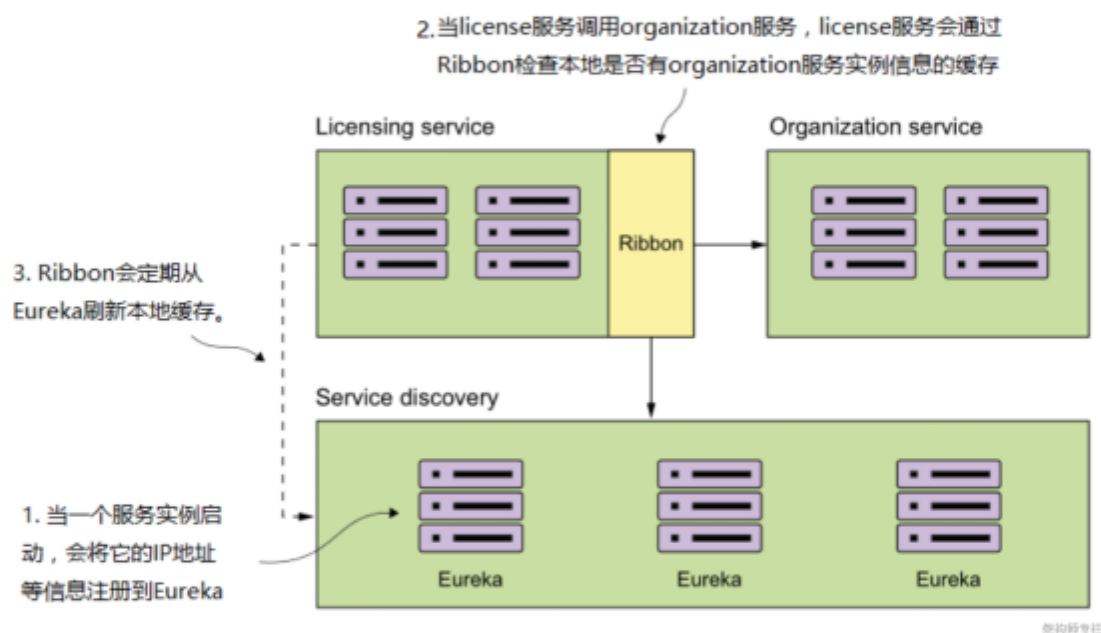 2.当license服务调用organization服务，license服务会通过
Ribbon检查本地是否有organization服务实例信息的缓存
Licensing service
Organization service
Ribbon
3. Ribbon会定期从
Eureka刷新本地缓存。
Service discovery
1. 当一个服务实例启
动，会将它的IP地址
等信息注册到Eureka
Eureka
Eureka
Eureka